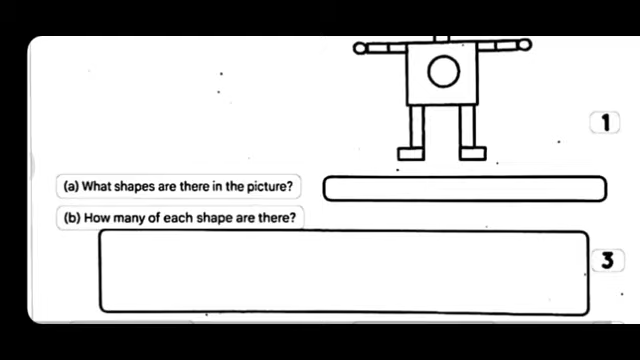 1
(a) What shapes are there in the picture?
(b) How many of each shape are there?
3